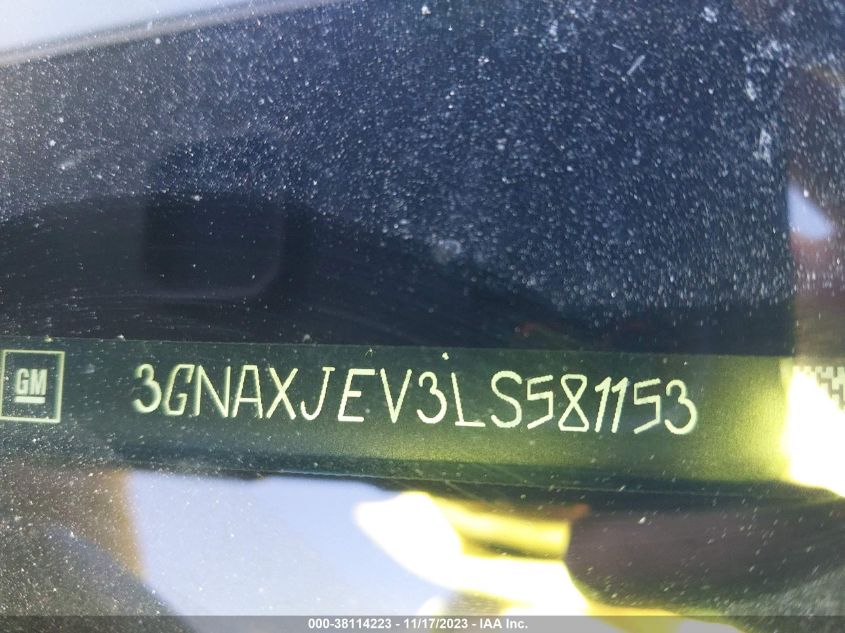 GM
3GNAXJEV3LS581153
000-38114223 - 11/17/2023 - IAA Inc.